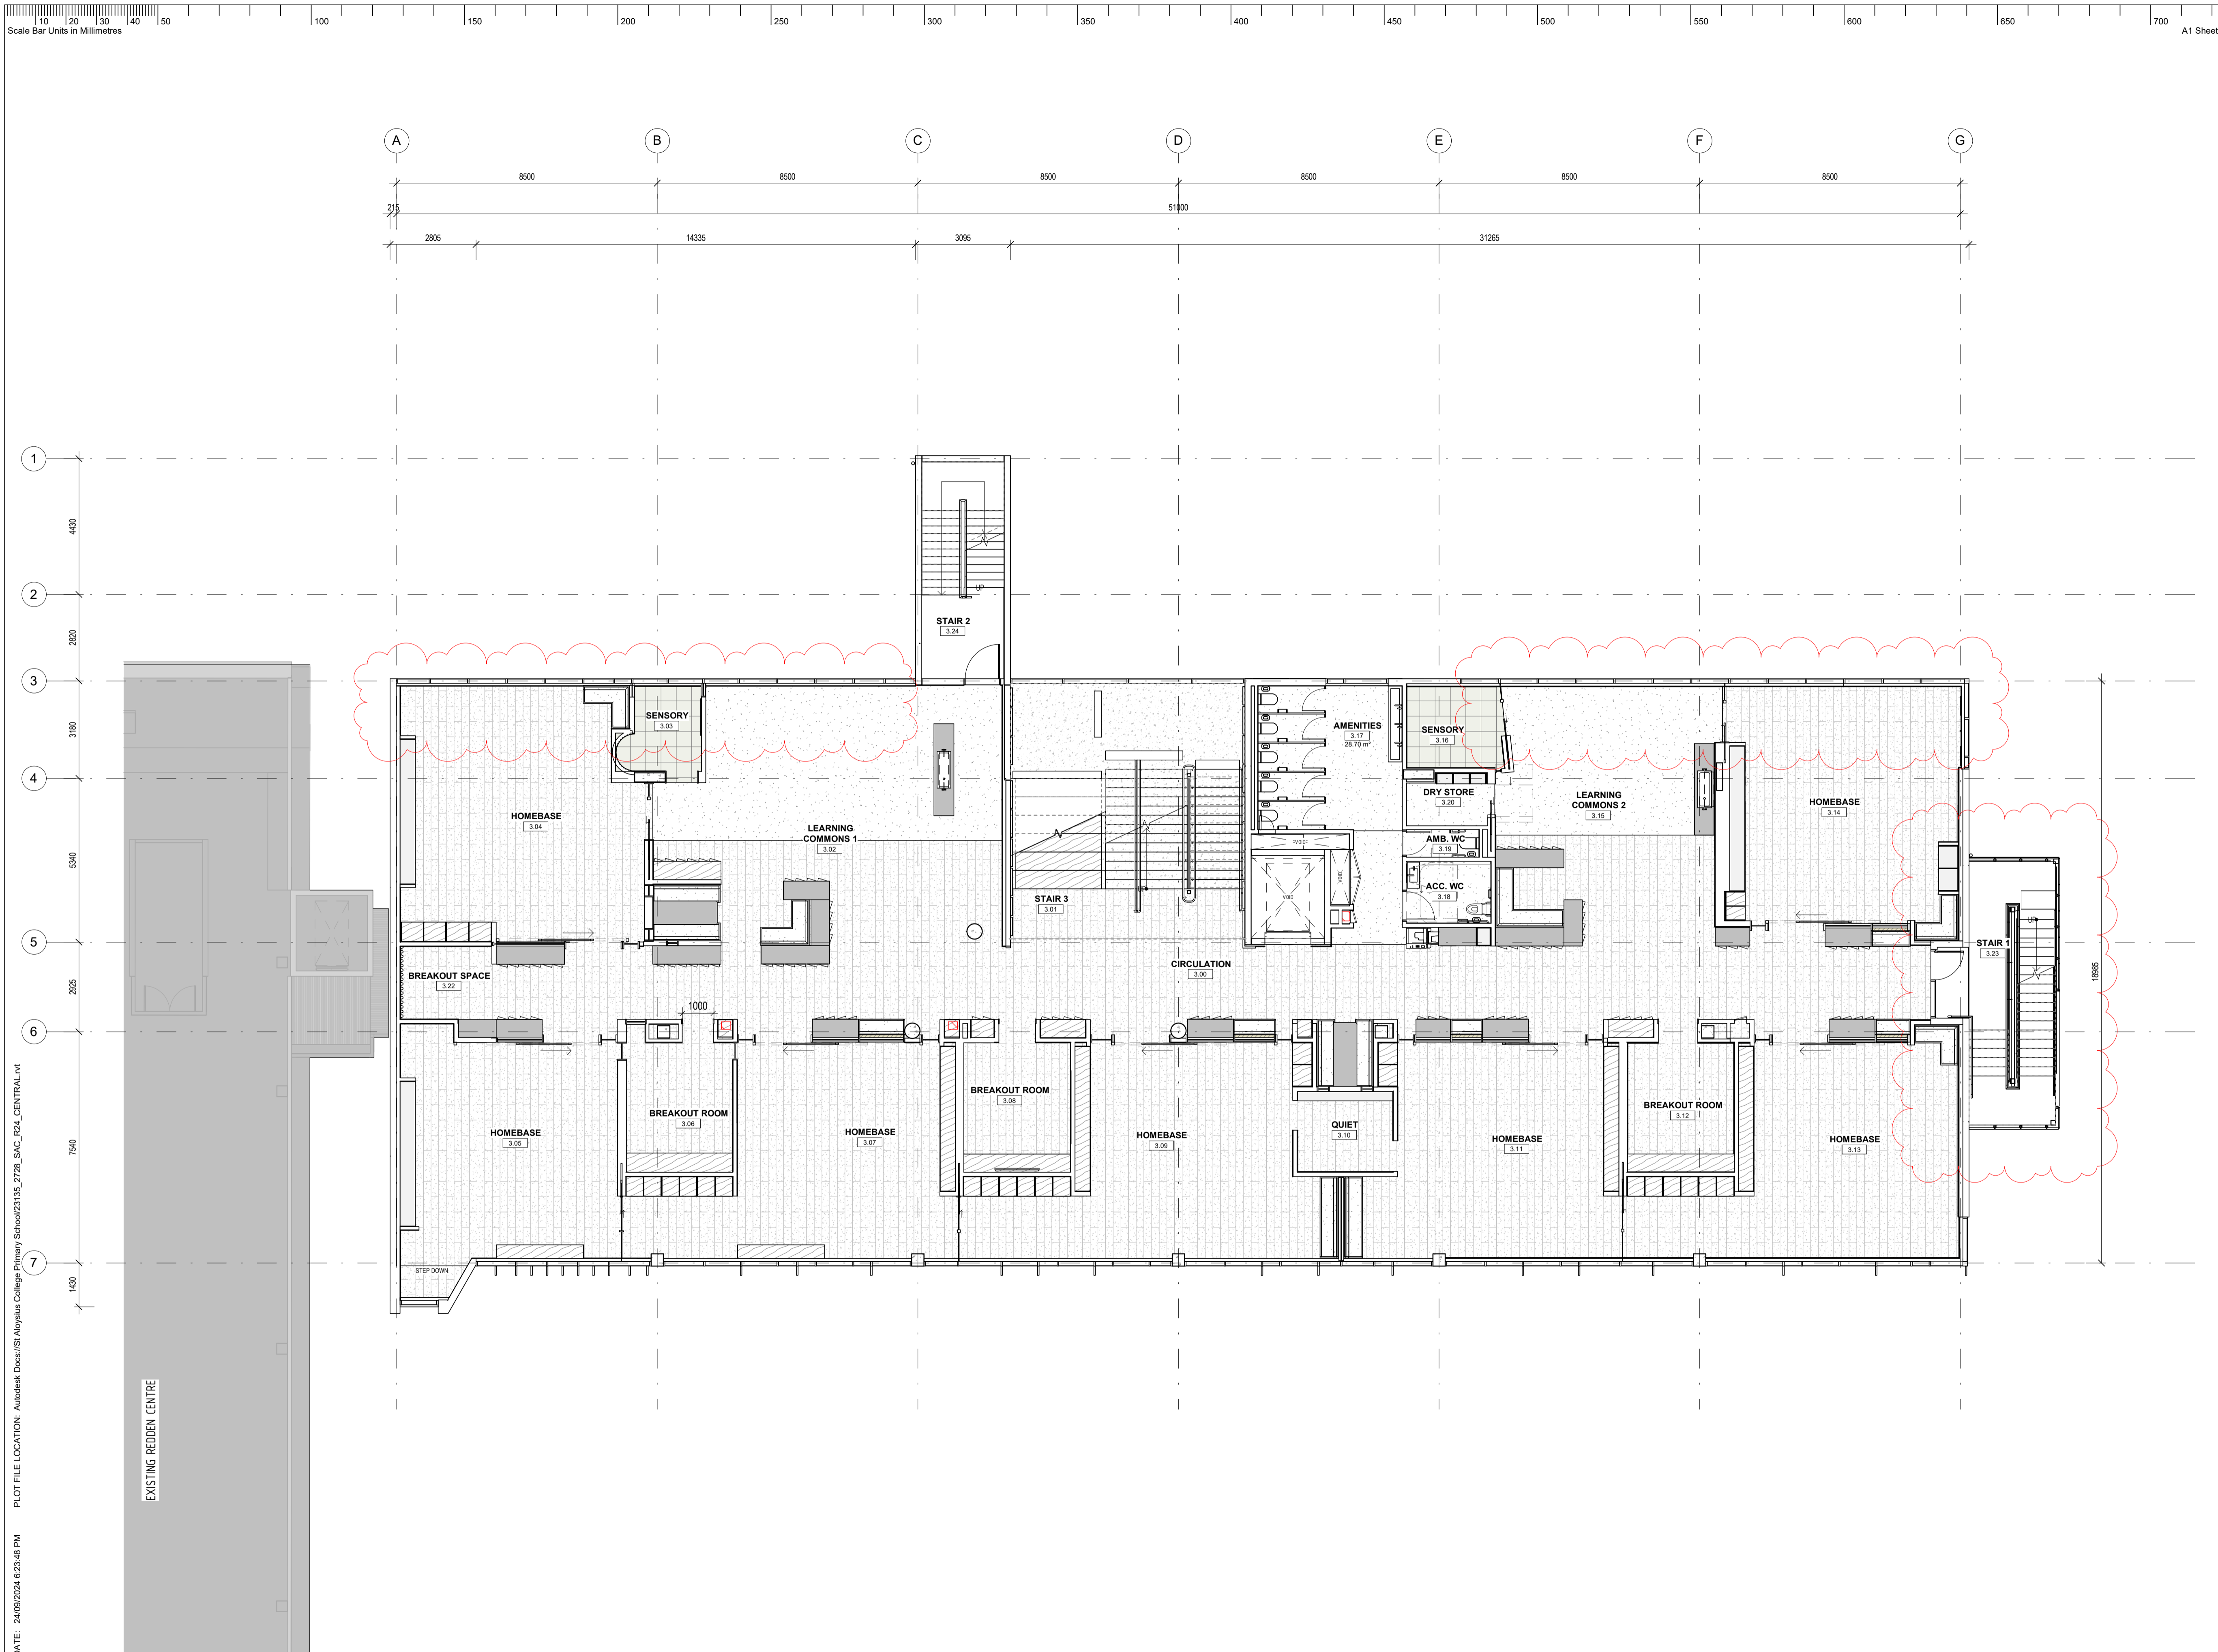 10 20 30 40 50 100 150 200 250 300 350 400 450 500 550 600 650 700
Scale Bar Units in Millimetres
A1 Sheet
A B C D E F G
8500 8500 8500 8500 8500 8500
215 51000
2805 14335 3095 31265
1
4430
2
2820
3
3180
4
5340
5
2925
6
7540
7
1430
18985
UP
STAIR 2
3.24
SENSORY
3.03
HOMEBASE
3.04
LEARNING
COMMONS 1
3.02
STAIR 3
3.01
AMENITIES
3.17
28.70 m²
SENSORY
3.16
DRY STORE
3.20
AMB. WC
3.19
ACC. WC
3.18
VOID
VOID
VOID
LEARNING
COMMONS 2
3.15
HOMEBASE
3.14
UP
STAIR 1
3.23
BREAKOUT SPACE
3.22
CIRCULATION
3.00
1000
HOMEBASE
3.05
BREAKOUT ROOM
3.06
HOMEBASE
3.07
BREAKOUT ROOM
3.08
HOMEBASE
3.09
QUIET
3.10
HOMEBASE
3.11
BREAKOUT ROOM
3.12
HOMEBASE
3.13
STEP DOWN
EXISTING REDDEN CENTRE
24/09/2024 6:23:48 PM
PLOT FILE LOCATION: Autodesk Docs://St Aloysius College Primary School/23135_2728_SAC_R24_CENTRAL.rvt